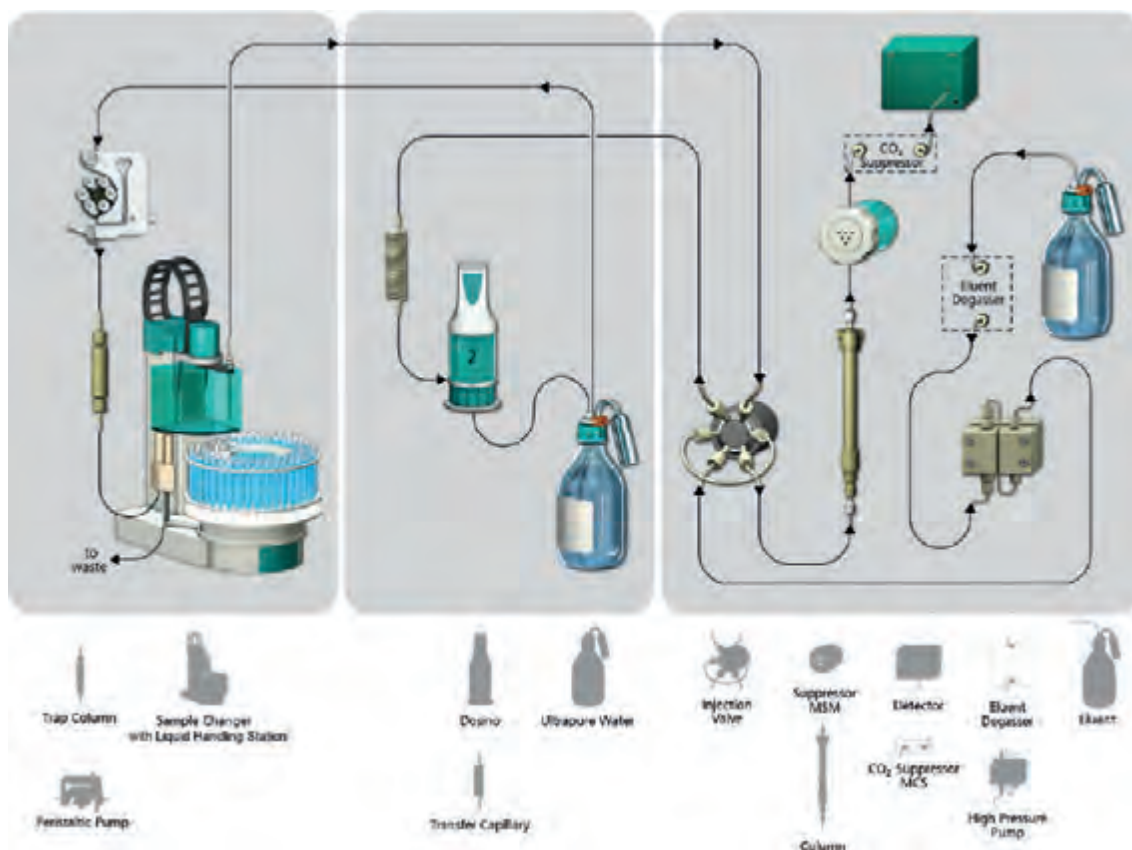 CO₂
Suppressor
Eluent
Degasser
2
to
waste
Trap Column
Sample Changer
with Liquid Handling Station
Peristaltic Pump
Dosino
Ultrapure Water
Transfer Capillary
Injection
Valve
Suppressor
MSM
Detector
Eluent
Degasser
Eluent
CO₂ Suppressor
MCS
High Pressure
Pump
Column